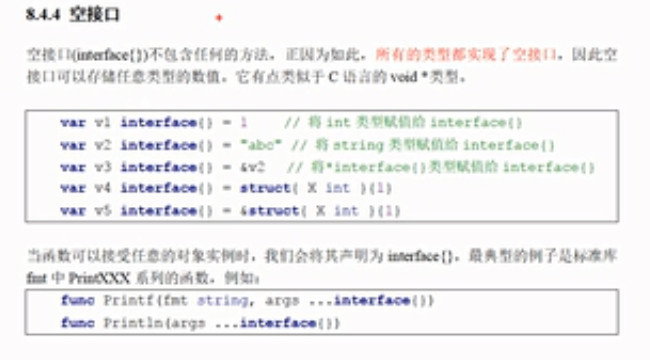 8.4.4 空接口
空接口(interface{})不包含任何的方法，正因为如此，所有的类型都实现了空接口，因此空
接口可以存储任意类型的数值。它有点类似于 C 语言的 void *类型。
var v1 interface{} = 1 // 将 int 类型赋值给 interface{}
var v2 interface{} = "abc" // 将 string 类型赋值给 interface{}
var v3 interface{} = &v2 // 将*interface{}类型赋值给 interface{}
var v4 interface{} = struct{ X int }{1}
var v5 interface{} = &struct{ X int }{1}
当函数可以接受任意的对象实例时，我们会将其声明为 interface{}，最典型的例子是标准库
fmt 中 PrintXXX 系列的函数，例如：
func Printf(fmt string, args ...interface{})
func Println(args ...interface{})